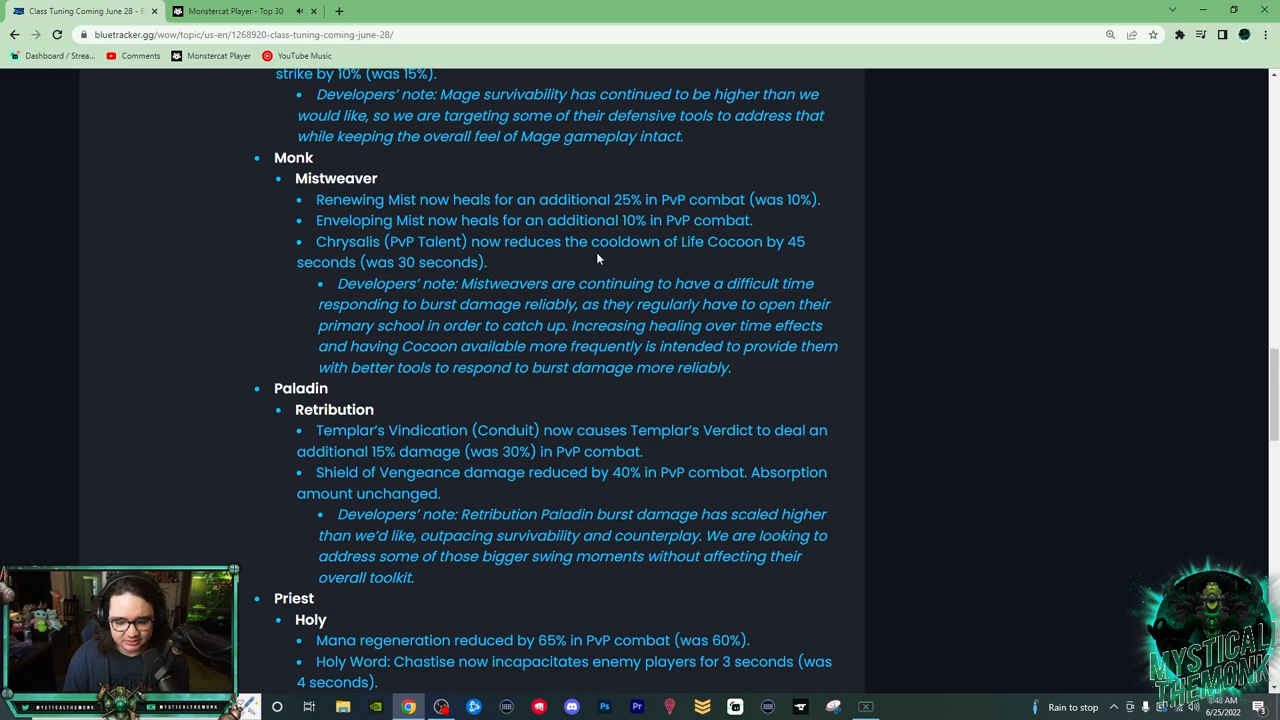 Class Tuning Coming June 28 - B
Monstercat Player - Top 30
bluetracker.gg/wow/topic/us-en/1268920-class-tuning-coming-june-28/
Dashboard / Strea...
Comments
Monstercat Player
YouTube Music
strike by 10% (was 15%).
Developers' note: Mage survivability has continued to be higher than we
would like, so we are targeting some of their defensive tools to address that
while keeping the overall feel of Mage gameplay intact.
Monk
Mistweaver
Renewing Mist now heals for an additional 25% in PvP combat (was 10%).
Enveloping Mist now heals for an additional 10% in PvP combat.
Chrysalis (PvP Talent) now reduces the cooldown of Life Cocoon by 45
seconds (was 30 seconds).
Developers' note: Mistweavers are continuing to have a difficult time
responding to burst damage reliably, as they regularly have to open their
primary school in order to catch up. Increasing healing over time effects
and having Cocoon available more frequently is intended to provide them
with better tools to respond to burst damage more reliably.
Paladin
Retribution
Templar's Vindication (Conduit) now causes Templar's Verdict to deal an
additional 15% damage (was 30%) in PvP combat.
Shield of Vengeance damage reduced by 40% in PvP combat. Absorption
amount unchanged.
Developers' note: Retribution Paladin burst damage has scaled higher
than we'd like, outpacing survivability and counterplay. We are looking to
address some of those bigger swing moments without affecting their
overall toolkit.
Priest
Holy
Mana regeneration reduced by 65% in PvP combat (was 60%).
Holy Word: Chastise now incapacitates enemy players for 3 seconds (was
4 seconds).
MYSTICALTHEMONK
MYSTICALTHEMONK
MYSTICAL
THEMONK
Rain to stop
8:48 AM
6/25/2022